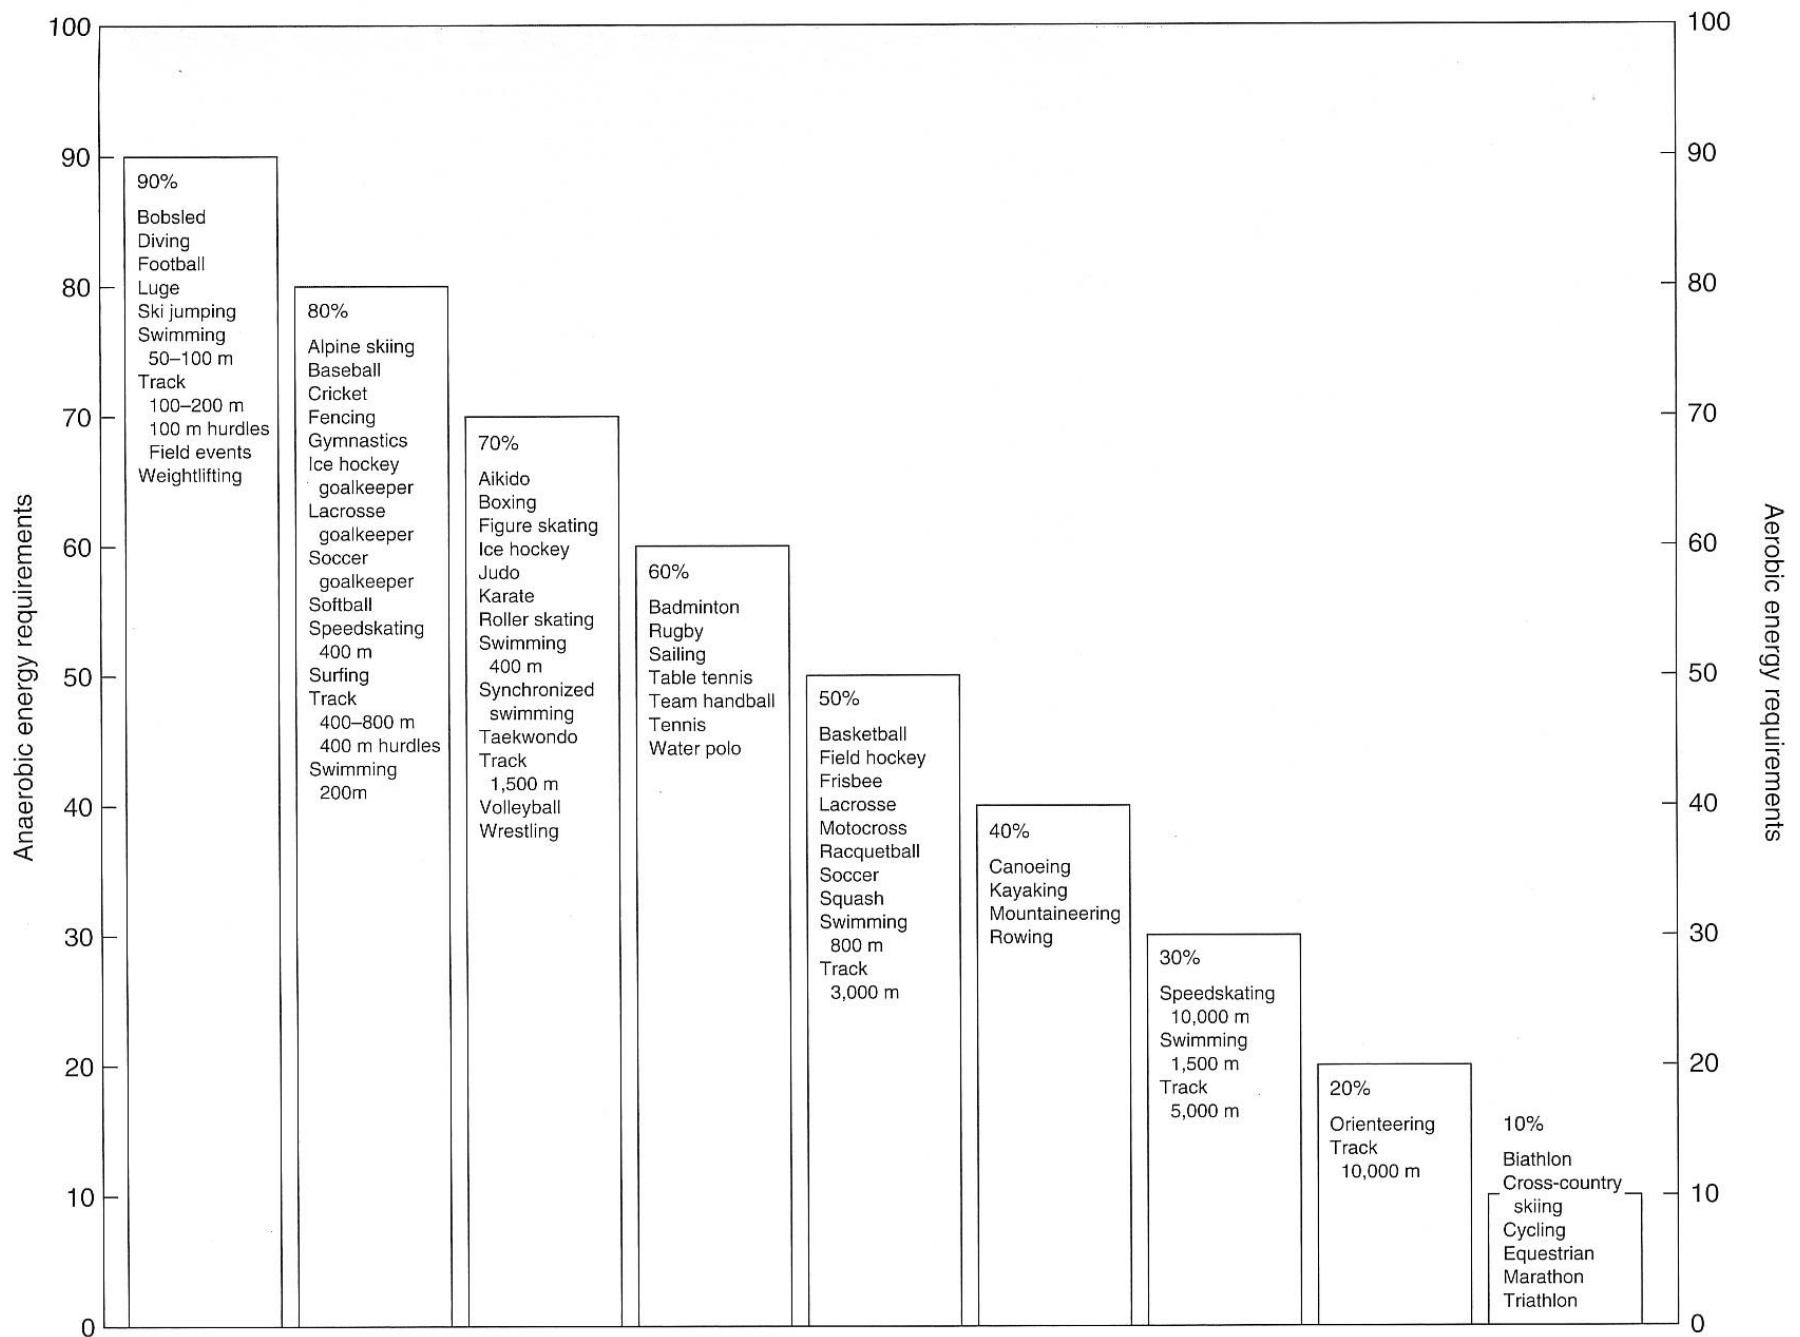 100
90
80
70
60
50
40
30
20
10
0
Anaerobic energy requirements
90%
Bobsled
Diving
Football
Luge
Ski jumping
Swimming
50–100 m
Track
100–200 m
100 m hurdles
Field events
Weightlifting
80%
Alpine skiing
Baseball
Cricket
Fencing
Gymnastics
Ice hockey
goalkeeper
Lacrosse
goalkeeper
Soccer
goalkeeper
Softball
Speedskating
400 m
Surfing
Track
400–800 m
400 m hurdles
Swimming
200m
70%
Aikido
Boxing
Figure skating
Ice hockey
Judo
Karate
Roller skating
Swimming
400 m
Synchronized
swimming
Taekwondo
Track
1,500 m
Volleyball
Wrestling
60%
Badminton
Rugby
Sailing
Table tennis
Team handball
Tennis
Water polo
50%
Basketball
Field hockey
Frisbee
Lacrosse
Motocross
Racquetball
Soccer
Squash
Swimming
800 m
Track
3,000 m
40%
Canoeing
Kayaking
Mountaineering
Rowing
30%
Speedskating
10,000 m
Swimming
1,500 m
Track
5,000 m
20%
Orienteering
Track
10,000 m
10%
Biathlon
Cross-country
skiing
Cycling
Equestrian
Marathon
Triathlon
100
90
80
70
60
50
40
30
20
10
0
Aerobic energy requirements